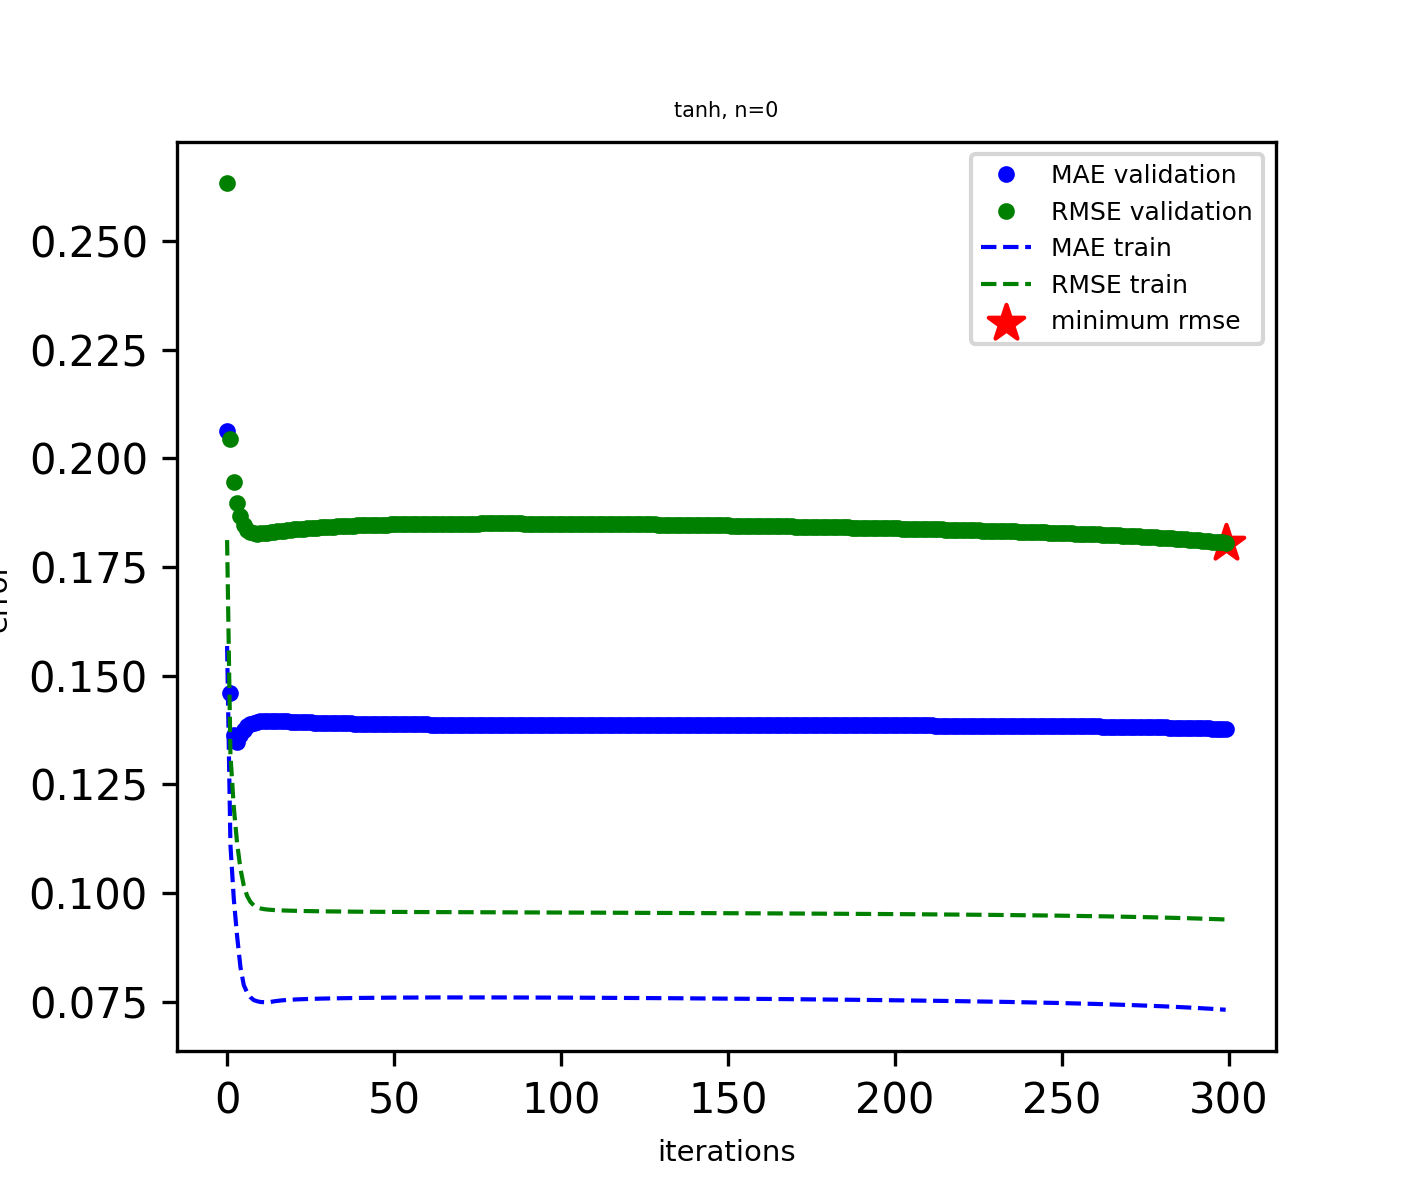 tanh, n=0
MAE validation
RMSE validation
MAE train
RMSE train
minimum rmse
0.250
0.225
0.200
0.175
0.150
0.125
0.100
0.075
0 50 100 150 200 250 300
iterations